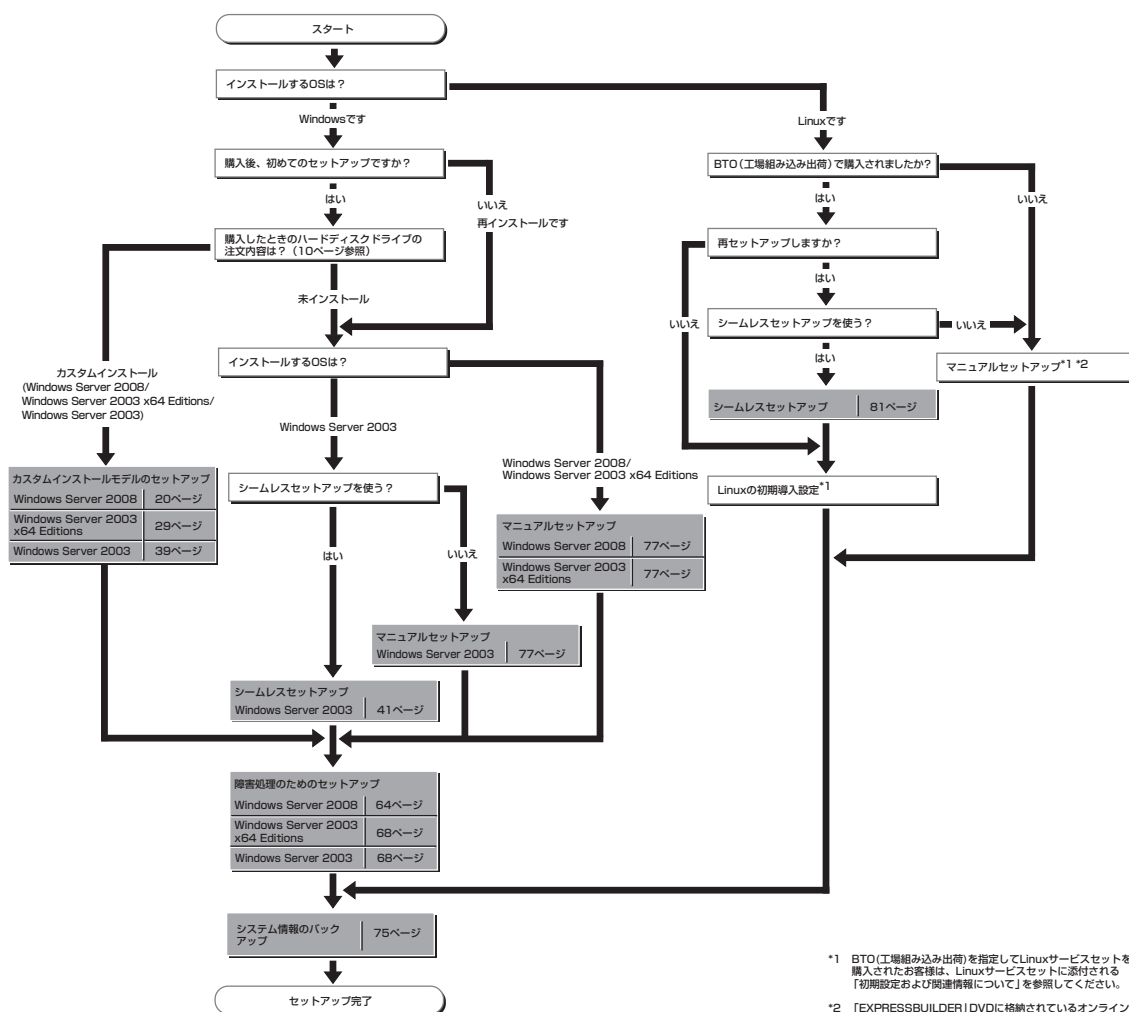 スタート
インストールするOSは？
Windowsです
Linuxです
購入後、初めてのセットアップですか？
BTO（工場組み込み出荷）で購入されましたか？
はい
いいえ
再インストールです
はい
いいえ
購入したときのハードディスクドライブの
注文内容は？（10ページ参照）
再セットアップしますか？
はい
未インストール
いいえ
シームレスセットアップを使う？
いいえ
カスタムインストール
(Windows Server 2008/
Windows Server 2003 x64 Editions/
Windows Server 2003)
インストールするOSは？
はい
マニュアルセットアップ*1 *2
シームレスセットアップ 81ページ
Windows Server 2003
Winodws Server 2008/
Windows Server 2003 x64 Editions
カスタムインストールモデルのセットアップ
Windows Server 2008 20ページ
Windows Server 2003
x64 Editions 29ページ
Windows Server 2003 39ページ
シームレスセットアップを使う？
Linuxの初期導入設定*1
はい
いいえ
マニュアルセットアップ
Windows Server 2008 77ページ
Windows Server 2003
x64 Editions 77ページ
マニュアルセットアップ
Windows Server 2003 77ページ
シームレスセットアップ
Windows Server 2003 41ページ
障害処理のためのセットアップ
Windows Server 2008 64ページ
Windows Server 2003
x64 Editions 68ページ
Windows Server 2003 68ページ
システム情報のバック
アップ 75ページ
セットアップ完了
*1 BTO(工場組み込み出荷)を指定してLinuxサービスセットを
購入されたお客様は、Linuxサービスセットに添付される
「初期設定および関連情報について」を参照してください。
*2 「EXPRESSBUILDER」DVDに格納されているオンライン